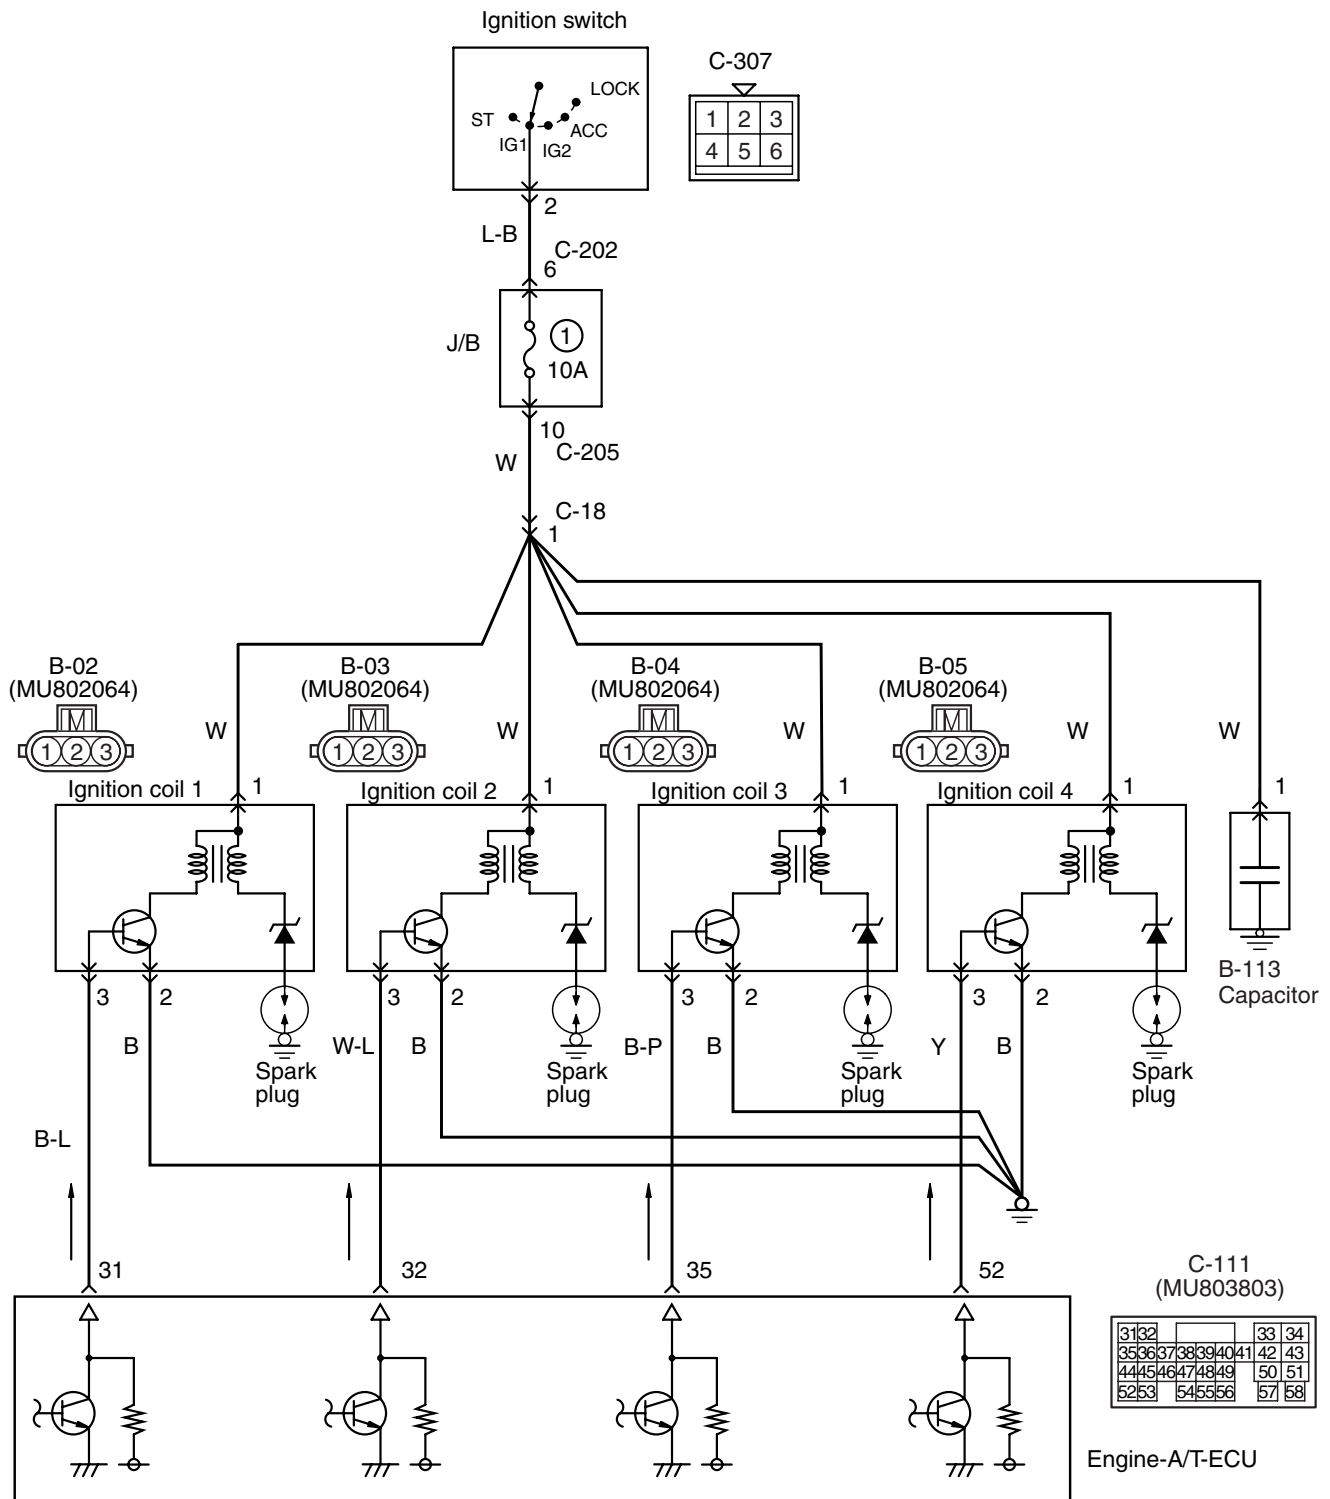 Ignition switch
C-307
LOCK
ST
ACC
IG1
IG2
1 2 3
4 5 6
2
L-B
C-202
6
J/B
1
10A
10
C-205
W
C-18
1
B-02
(MU802064)
B-03
(MU802064)
B-04
(MU802064)
B-05
(MU802064)
M
1 2 3
M
1 2 3
M
1 2 3
M
1 2 3
W
W
W
W
W
Ignition coil 1
1
Ignition coil 2
1
Ignition coil 3
1
Ignition coil 4
1
1
B-113
Capacitor
3 2
3 2
3 2
3 2
B
W-L
B
B-P
B
Y
B
Spark
plug
Spark
plug
Spark
plug
Spark
plug
B-L
31
32
35
52
C-111
(MU803803)
31 32 33 34
35 36 37 38 39 40 41 42 43
44 45 46 47 48 49 50 51
52 53 54 55 56 57 58
Engine-A/T-ECU